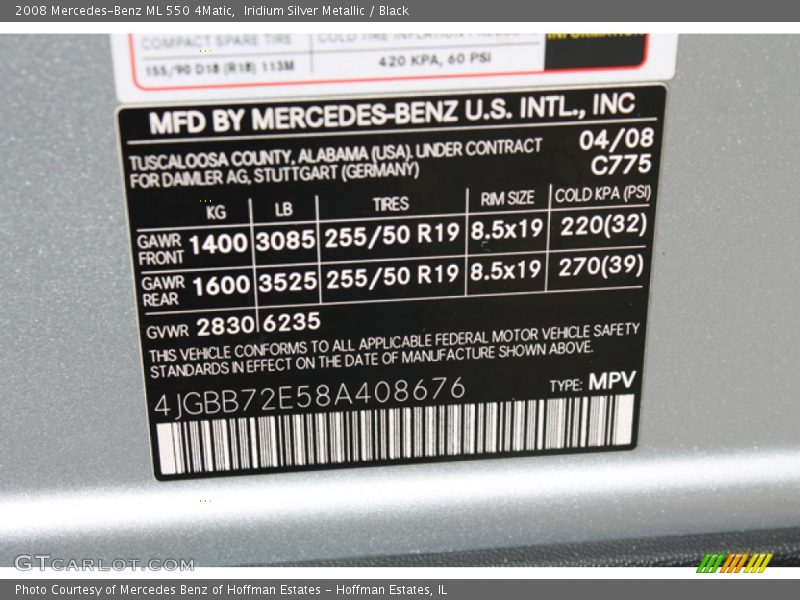 2008 Mercedes-Benz ML 550 4Matic,  Iridium Silver Metallic / Black
COMPACT SPARE TIRE COLD TIRE INFLATION PRESSURE
155/90 D18 (R18) 113M 420 KPA, 60 PSI
INFORMATION
MFD BY MERCEDES-BENZ U.S. INTL., INC
TUSCALOOSA COUNTY, ALABAMA (USA). UNDER CONTRACT 04/08
FOR DAIMLER AG, STUTTGART (GERMANY) C775
KG LB TIRES RIM SIZE COLD KPA (PSI)
GAWR FRONT 1400 3085 255/50 R19 8.5x19 220(32)
GAWR REAR 1600 3525 255/50 R19 8.5x19 270(39)
GVWR 2830 6235
THIS VEHICLE CONFORMS TO ALL APPLICABLE FEDERAL MOTOR VEHICLE SAFETY
STANDARDS IN EFFECT ON THE DATE OF MANUFACTURE SHOWN ABOVE.
4JGBB72E58A408676 TYPE: MPV
GTCARLOT.COM
Photo Courtesy of Mercedes Benz of Hoffman Estates - Hoffman Estates, IL